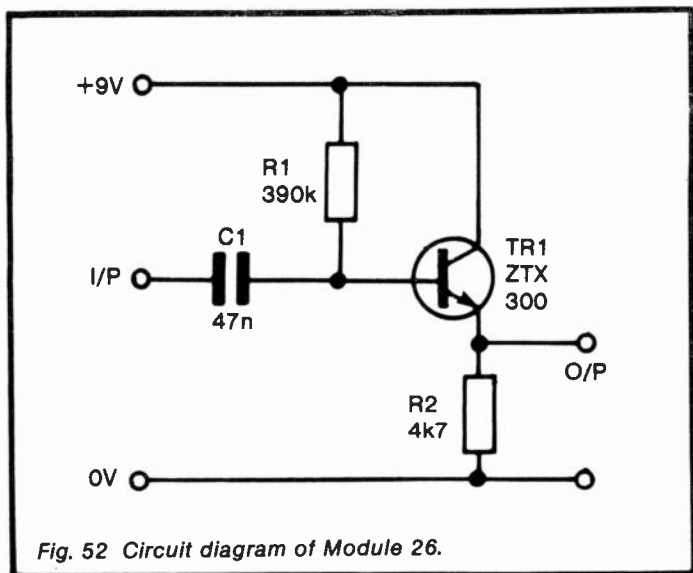 +9V
R1
390k
C1
I/P
47n
TR1
ZTX
300
O/P
R2
4k7
0V
Fig. 52 Circuit diagram of Module 26.